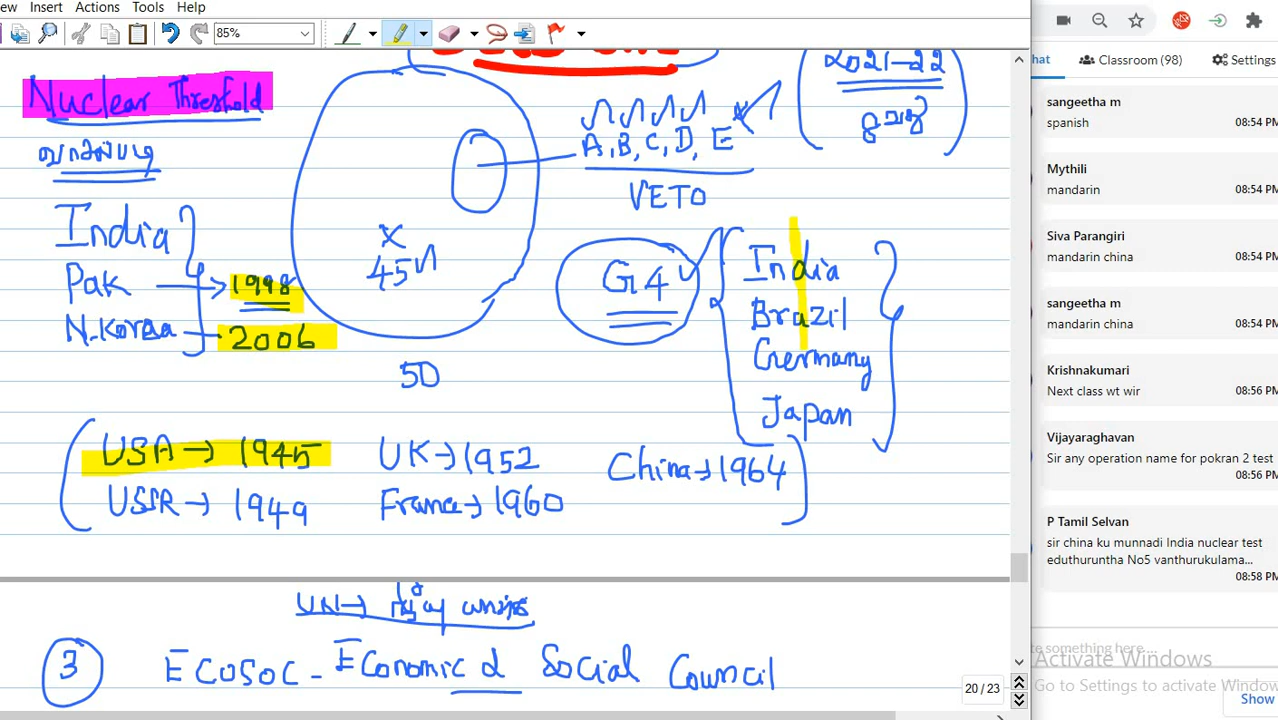 ew Insert Actions Tools Help
85%
Nuclear Threshold
India
Pak → 1998
N.Korea 2006
X
45
50
2021-22
A, B, C, D, E
VETO
G4
India
Brazil
Germany
Japan
USA → 1945
USSR → 1949
UK → 1952
France → 1960
China → 1964
UN →
3
ECOSOC - Economic & Social Council
20 / 23
hat Classroom (98) Settings
sangeetha m
spanish
08:54 PM
Mythili
mandarin
08:54 PM
Siva Parangiri
mandarin china
08:54 PM
sangeetha m
mandarin china
08:54 PM
Krishnakumari
Next class wt wir
08:56 PM
Vijayaraghavan
Sir any operation name for pokran 2 test
08:56 PM
P Tamil Selvan
sir china ku munnadi India nuclear test
eduthuruntha No5 vanthurukulama...
08:58 PM
te something here...
Activate Windows
Go to Settings to activate Window
Show